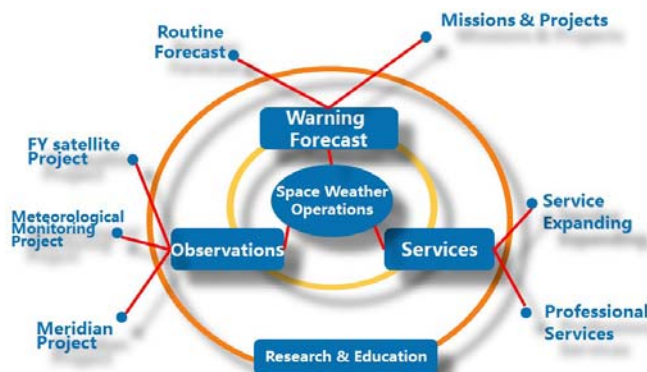 Missions & Projects
Routine
Forecast
Warning
Forecast
FY satellite
Project
Space Weather
Operations
Meteorological
Monitoring
Project
Service
Expanding
Observations
Services
Meridian
Project
Professional
Services
Research & Education